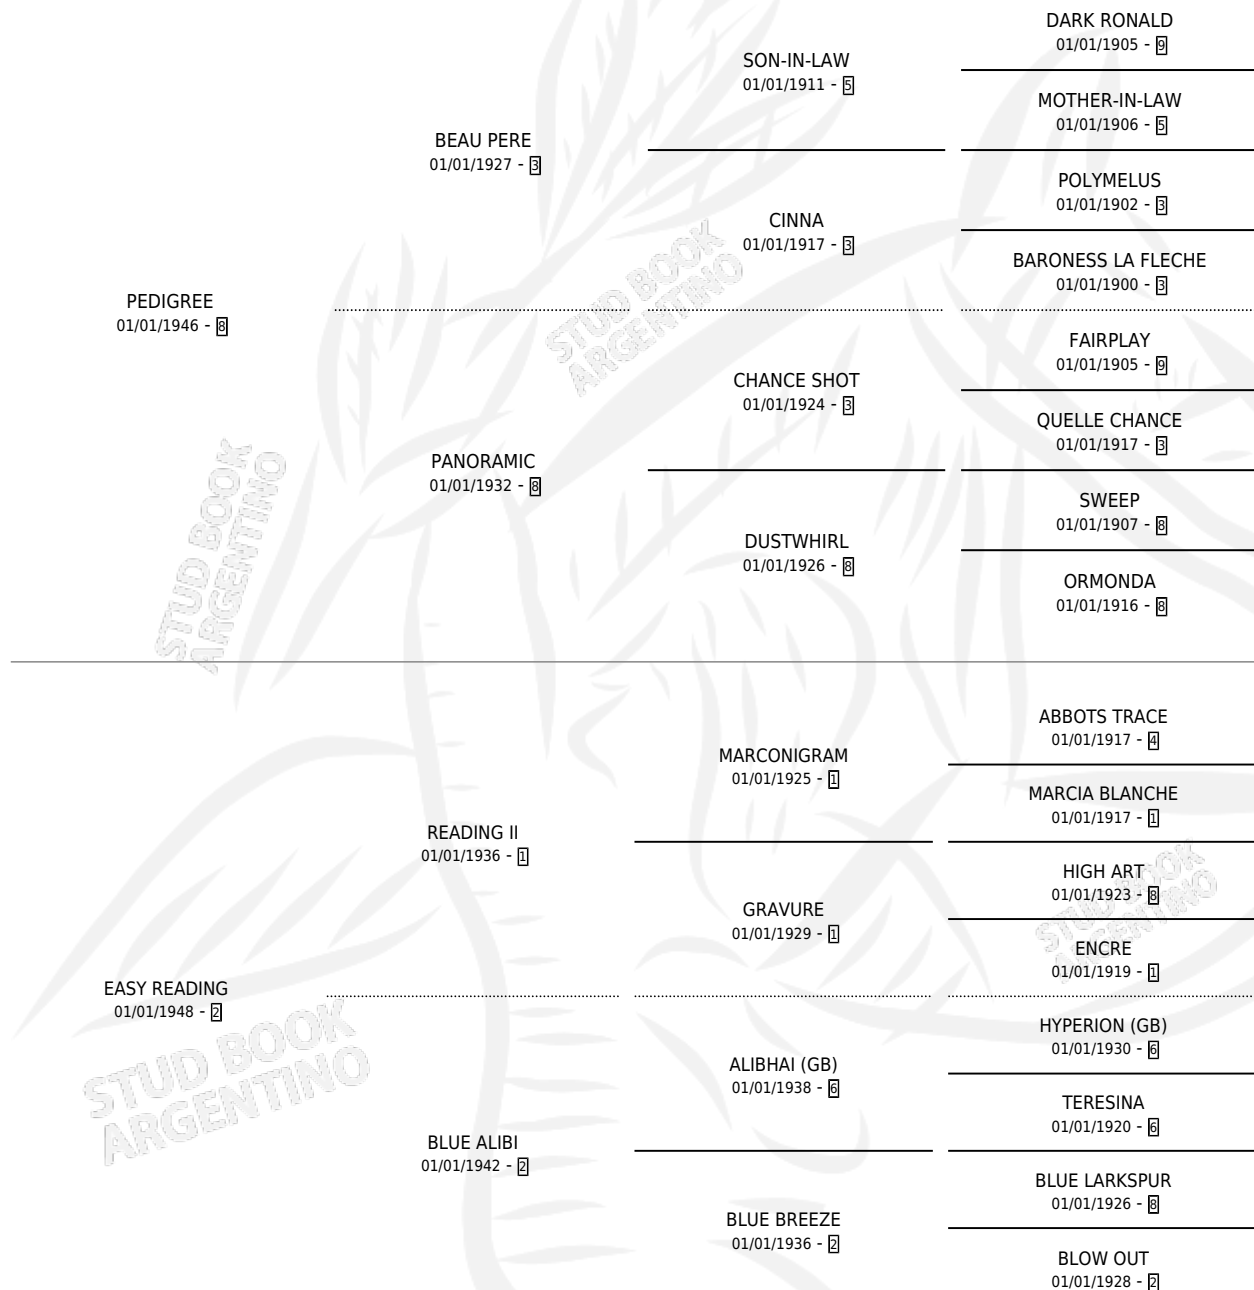 DARK RONALD
01/01/1905 - 9
SON-IN-LAW
01/01/1911 - 5
MOTHER-IN-LAW
01/01/1906 - 5
BEAU PERE
01/01/1927 - 3
POLYMELUS
01/01/1902 - 3
CINNA
01/01/1917 - 3
BARONESS LA FLECHE
01/01/1900 - 3
PEDIGREE
01/01/1946 - 8
STUD BOOK
ARGENTINO
FAIRPLAY
01/01/1905 - 9
CHANCE SHOT
01/01/1924 - 3
QUELLE CHANCE
01/01/1917 - 3
PANORAMIC
01/01/1932 - 8
SWEEP
01/01/1907 - 8
DUSTWHIRL
01/01/1926 - 8
ORMONDA
01/01/1916 - 8
STUD BOOK
ARGENTINO
ABBOTS TRACE
01/01/1917 - 4
MARCONIGRAM
01/01/1925 - 1
MARCIA BLANCHE
01/01/1917 - 1
READING II
01/01/1936 - 1
HIGH ART
01/01/1923 - 8
GRAVURE
01/01/1929 - 1
STUD BOOK
ARGENTINO
ENCRE
01/01/1919 - 1
EASY READING
01/01/1948 - 2
STUD BOOK
ARGENTINO
HYPERION (GB)
01/01/1930 - 6
ALIBHAI (GB)
01/01/1938 - 6
TERESINA
01/01/1920 - 6
BLUE ALIBI
01/01/1942 - 2
BLUE LARKSPUR
01/01/1926 - 8
BLUE BREEZE
01/01/1936 - 2
BLOW OUT
01/01/1928 - 2